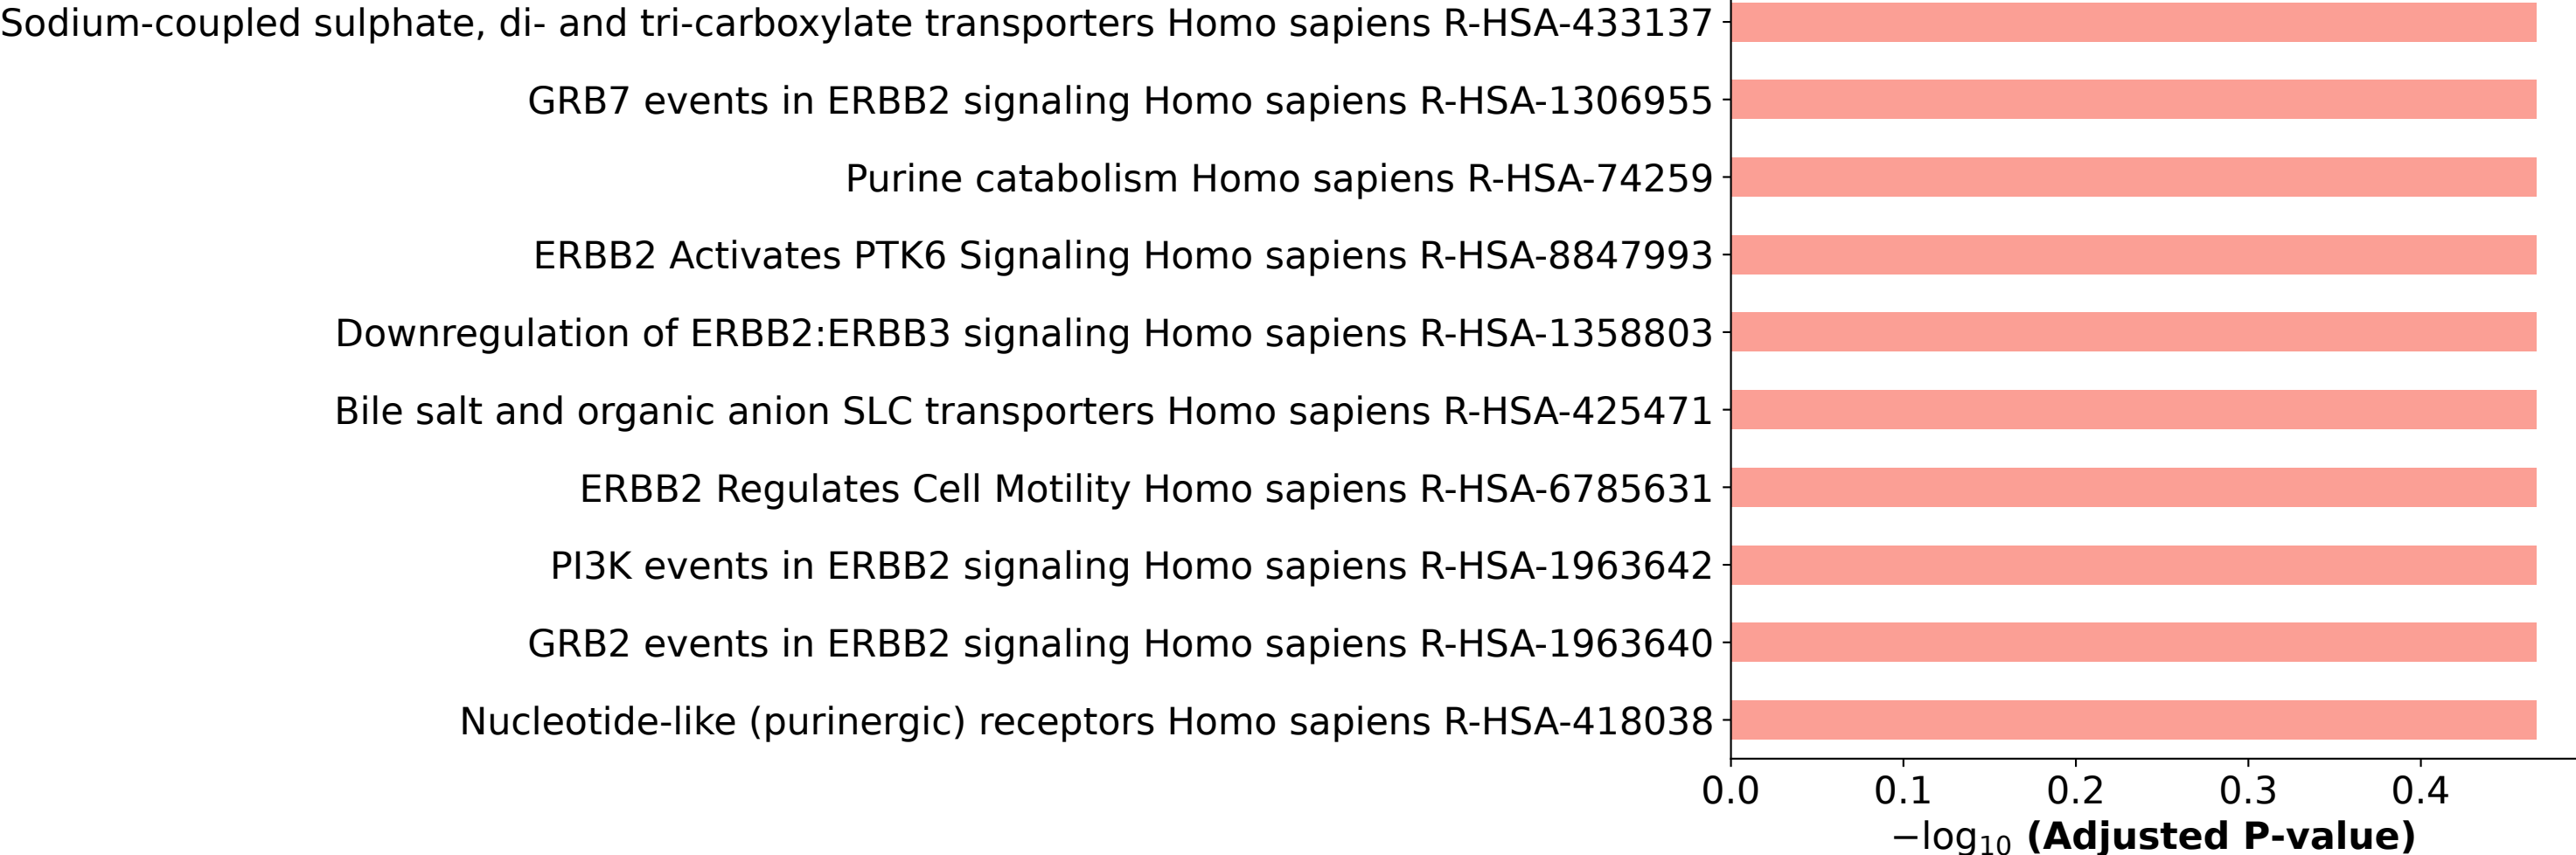 Sodium-coupled sulphate, di- and tri-carboxylate transporters Homo sapiens R-HSA-433137
GRB7 events in ERBB2 signaling Homo sapiens R-HSA-1306955
Purine catabolism Homo sapiens R-HSA-74259
ERBB2 Activates PTK6 Signaling Homo sapiens R-HSA-8847993
Downregulation of ERBB2:ERBB3 signaling Homo sapiens R-HSA-1358803
Bile salt and organic anion SLC transporters Homo sapiens R-HSA-425471
ERBB2 Regulates Cell Motility Homo sapiens R-HSA-6785631
PI3K events in ERBB2 signaling Homo sapiens R-HSA-1963642
GRB2 events in ERBB2 signaling Homo sapiens R-HSA-1963640
Nucleotide-like (purinergic) receptors Homo sapiens R-HSA-418038
0.0 0.1 0.2 0.3 0.4
−log₁₀ (Adjusted P-value)